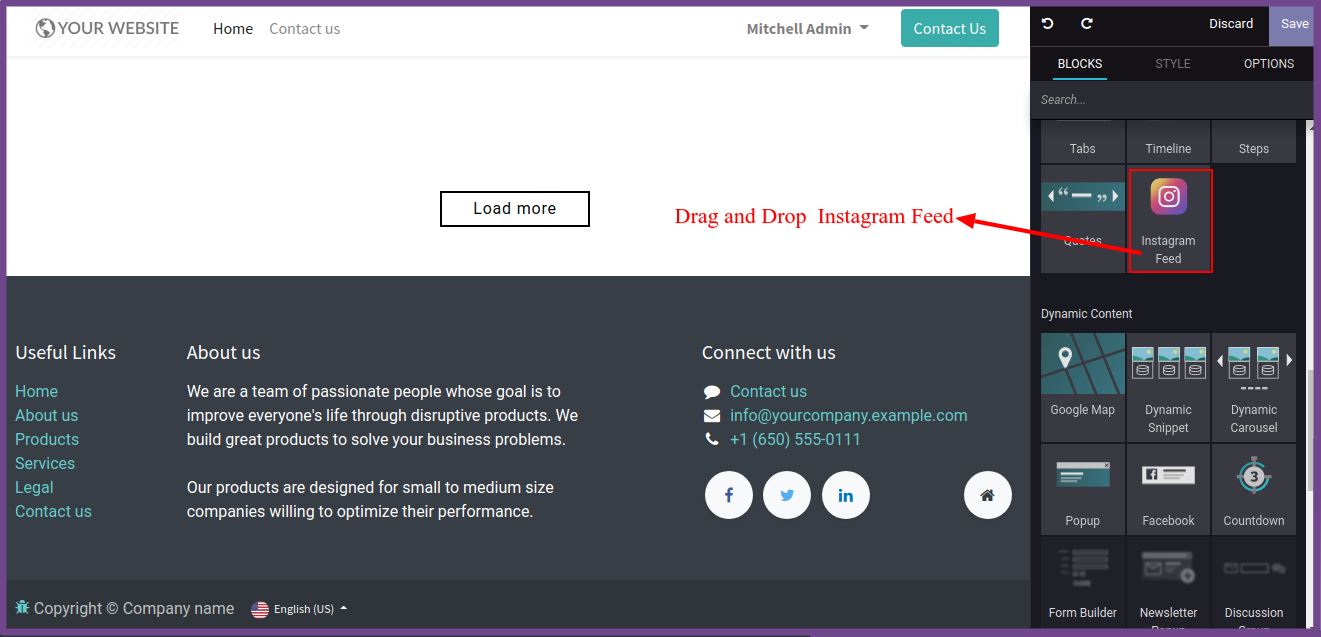 YOUR WEBSITE
Home
Contact us
Mitchell Admin
Contact Us
Discard
Save
BLOCKS
STYLE
OPTIONS
Search...
Tabs
Timeline
Steps
Load more
Drag and Drop Instagram Feed
Quotes
Instagram
Feed
Dynamic Content
Google Map
Dynamic
Snippet
Dynamic
Carousel
Popup
Facebook
3
Countdown
Form Builder
Newsletter
Popup
Discussion
Group
Useful Links
Home
About us
Products
Services
Legal
Contact us
About us
We are a team of passionate people whose goal is to
improve everyone's life through disruptive products. We
build great products to solve your business problems.
Our products are designed for small to medium size
companies willing to optimize their performance.
Connect with us
Contact us
info@yourcompany.example.com
+1 (650) 555-0111
Copyright © Company name
English (US)